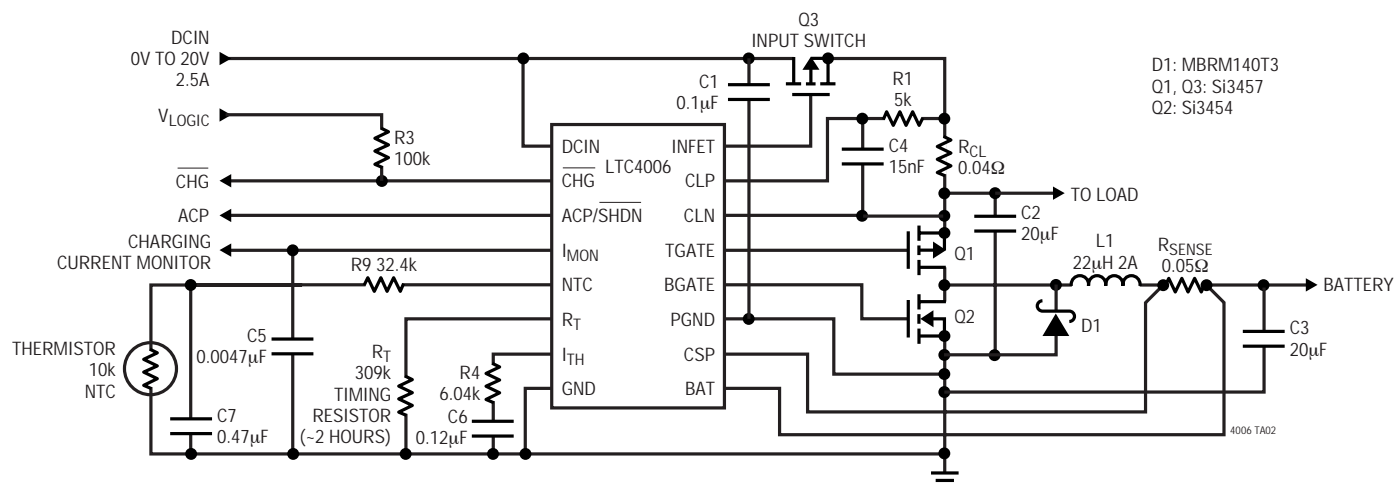 Q3
INPUT SWITCH
DCIN
0V TO 20V
2.5A
C1
0.1µF
R1
5k
D1: MBRM140T3
Q1, Q3: Si3457
Q2: Si3454
VLOGIC
R3
100k
CHG
ACP
CHARGING
CURRENT MONITOR
R9 32.4k
LTC4006
DCIN
CHG
ACP/SHDN
IMON
NTC
RT
ITH
GND
INFET
CLP
CLN
TGATE
BGATE
PGND
CSP
BAT
C4
15nF
RCL
0.04Ω
TO LOAD
C2
20µF
Q1
L1
22µH 2A
RSENSE
0.05Ω
BATTERY
Q2
D1
C3
20µF
THERMISTOR
10k
NTC
C5
0.0047µF
C7
0.47µF
RT
309k
TIMING
RESISTOR
(~2 HOURS)
R4
6.04k
C6
0.12µF
4006 TA02